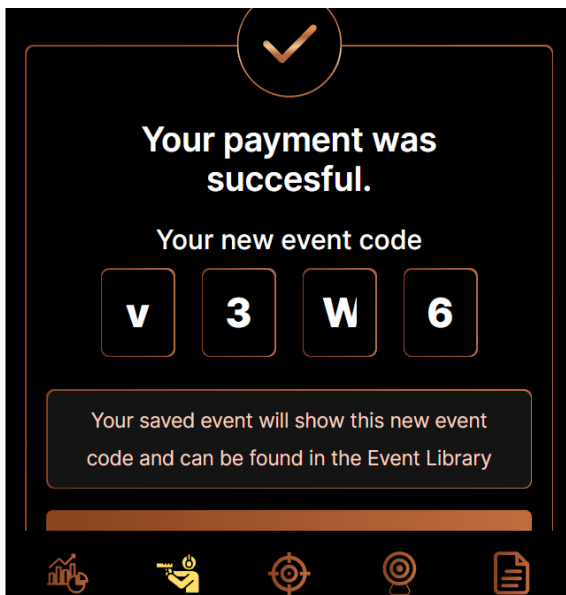 Your payment was
succesful.
Your new event code
v 3 W 6
Your saved event will show this new event
code and can be found in the Event Library